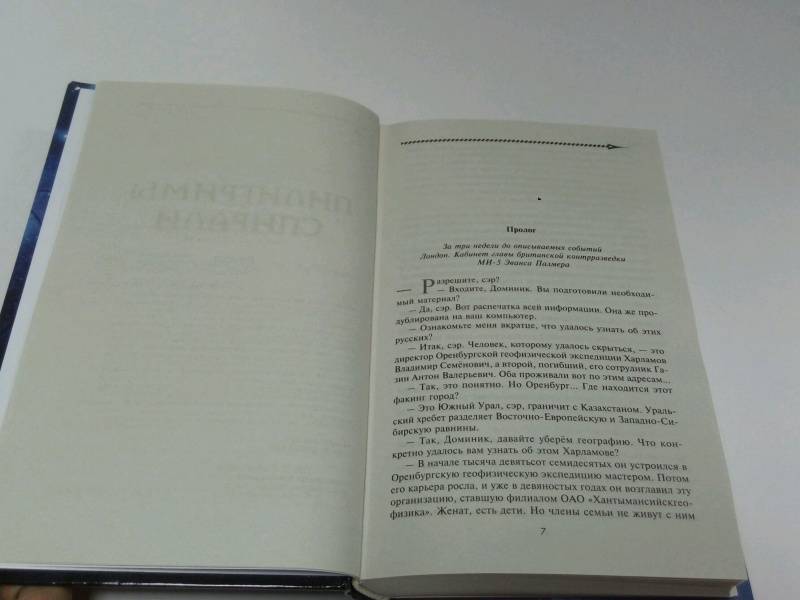 Пролог
За три недели до описываемых событий
Лондон. Кабинет главы британской контрразведки
МИ-5 Эванса Палмера
— Разрешите, сэр?
— Входите, Доминик. Вы подготовили необходи-
мый материал?
— Да, сэр. Вот распечатка всей информации. Она же про-
дублирована на ваш компьютер.
— Ознакомьте меня вкратце, что удалось узнать об этих
русских?
— Итак, сэр. Человек, которому удалось скрыться, — это
директор Оренбургской геофизической экспедиции Харламов
Владимир Семёнович, а второй, погибший, его сотрудник Га-
зин Антон Валерьевич. Оба проживали вот по этим адресам...
— Так, это понятно. Но Оренбург... Где находится этот
факинг город?
— Это Южный Урал, сэр, граничит с Казахстаном. Ураль-
ский хребет разделяет Восточно-Европейскую и Западно-Си-
бирскую равнины.
— Так, Доминик, давайте уберём географию. Что кон-
кретно удалось вам узнать об этом Харламове?
— В начале тысяча девятьсот семидесятых он устроился в
Оренбургскую геофизическую экспедицию мастером. Потом
его карьера росла, и уже в девяностых годах он возглавил эту
организацию, ставшую филиалом ОАО «Хантымансийскгео-
физика». Женат, есть дети. Но члены семьи не живут с ним
7